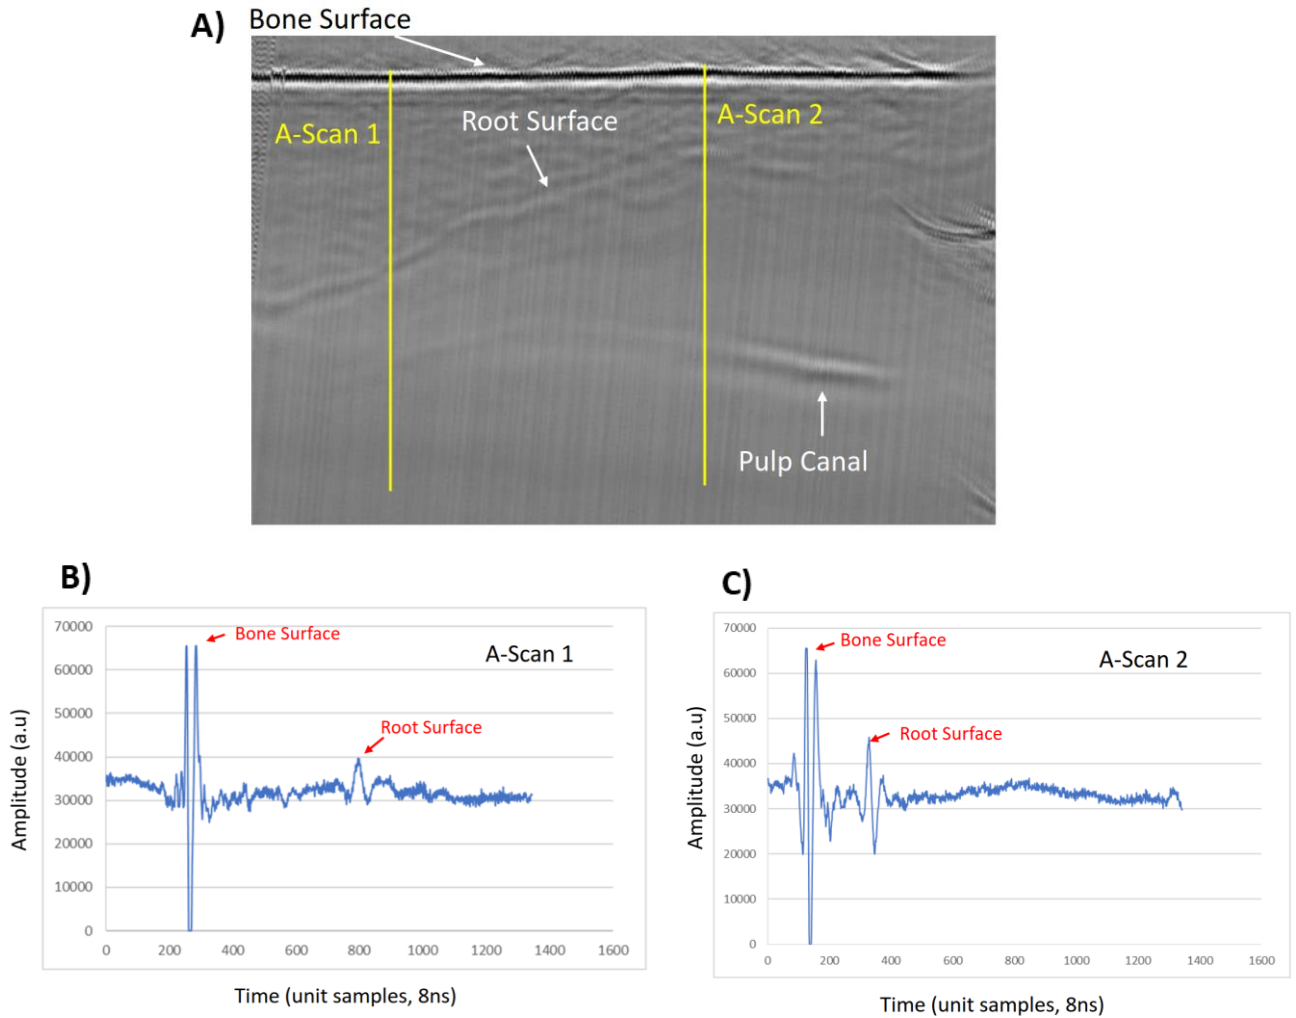 A)
Bone Surface
A-Scan 1
Root Surface
A-Scan 2
Pulp Canal
B)
70000
60000
50000
40000
30000
20000
10000
0
0 200 400 600 800 1000 1200 1400 1600
Bone Surface
A-Scan 1
Root Surface
Amplitude (a.u)
Time (unit samples, 8ns)
C)
70000
60000
50000
40000
30000
20000
10000
0
0 200 400 600 800 1000 1200 1400 1600
Bone Surface
A-Scan 2
Root Surface
Amplitude (a.u)
Time (unit samples, 8ns)